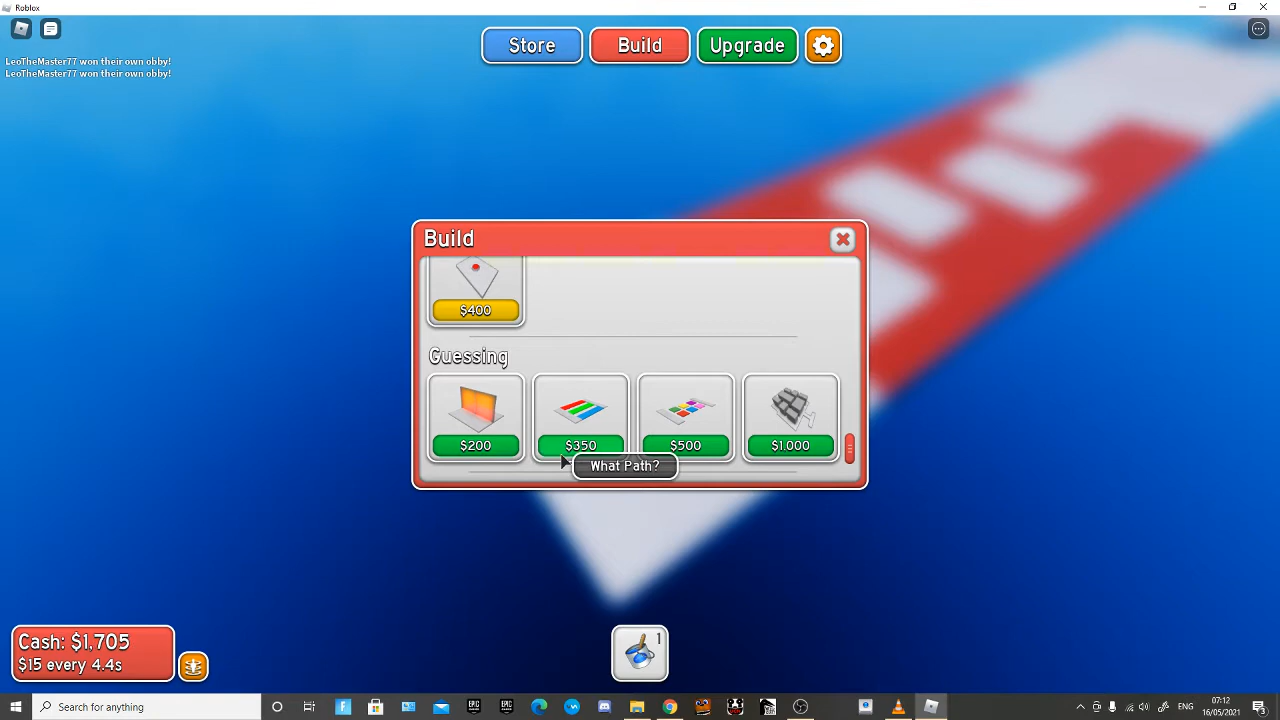 Roblox
Store
Build
Upgrade
LeoTheMaster77 won their own obby!
LeoTheMaster77 won their own obby!
Build
$400
Guessing
$200
$350
$500
$1.000
What Path?
Cash: $1,705
$15 every 4.4s
1
Search for anything
ENG
07:12
16/05/2021